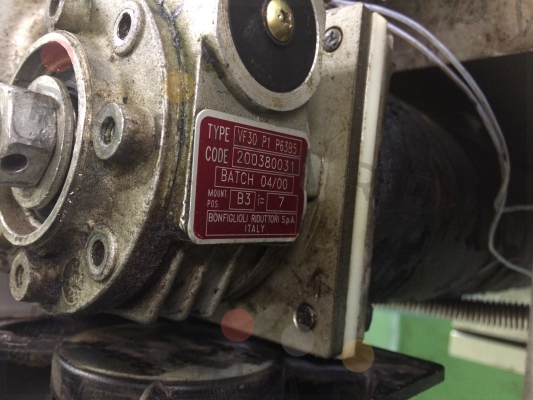 TYPE VF30 P1 P63B5
CODE 200380031
BATCH 04/00
MOUNT. POS. B3 i= 7
BONFIGLIOLI RIDUTTORI S.p.A
ITALY